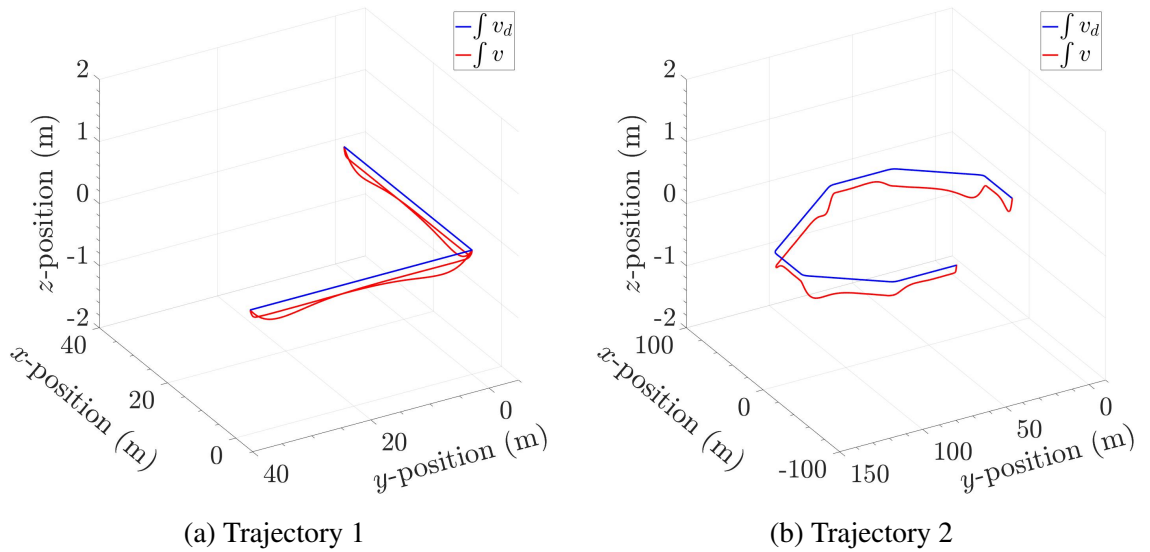 ∫ v_d
∫ v
2
1
0
-1
-2
z-position (m)
40
20
0
x-position (m)
40
20
0
y-position (m)
(a) Trajectory 1
∫ v_d
∫ v
2
1
0
-1
-2
z-position (m)
100
0
-100
x-position (m)
150
100
50
0
y-position (m)
(b) Trajectory 2